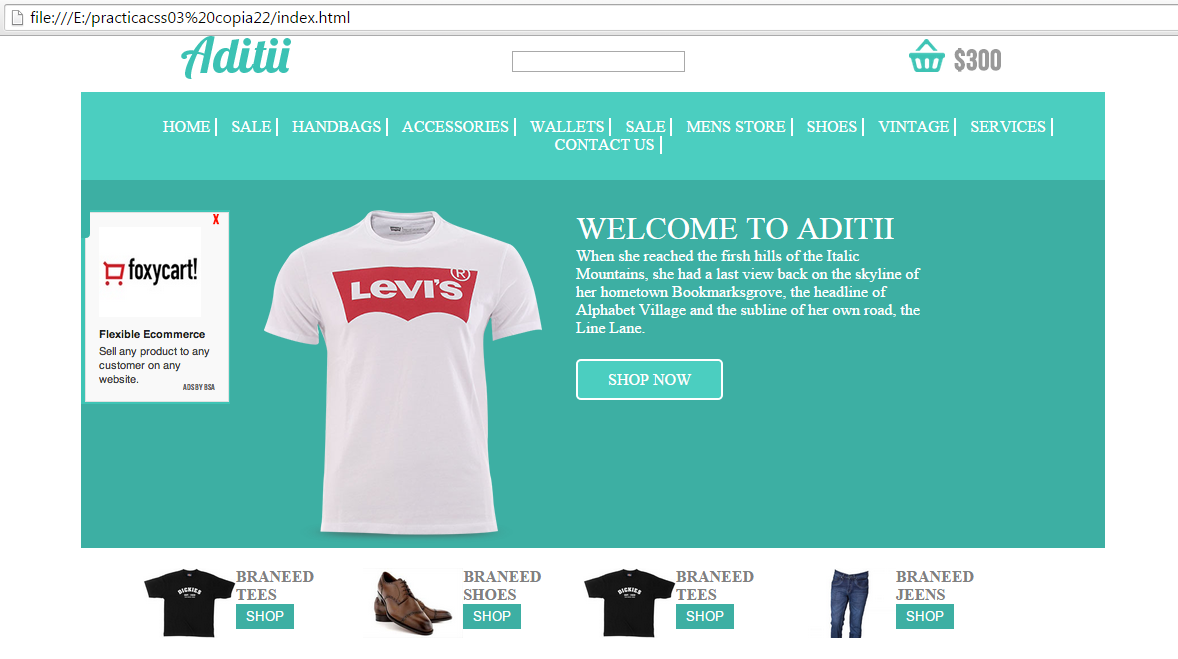 file:///E:/practicacss03%20copia22/index.html
Aditii
$300
HOME | SALE | HANDBAGS | ACCESSORIES | WALLETS | SALE | MENS STORE | SHOES | VINTAGE | SERVICES |
CONTACT US |
X
foxycart!
Flexible Ecommerce
Sell any product to any
customer on any
website.
ADS BY BSA
LEVI'S®
WELCOME TO ADITII
When she reached the firsh hills of the Italic
Mountains, she had a last view back on the skyline of
her hometown Bookmarksgrove, the headline of
Alphabet Village and the subline of her own road, the
Line Lane.
SHOP NOW
DICKIES
BRANEED
TEES
SHOP
BRANEED
SHOES
SHOP
DICKIES
BRANEED
TEES
SHOP
BRANEED
JEENS
SHOP